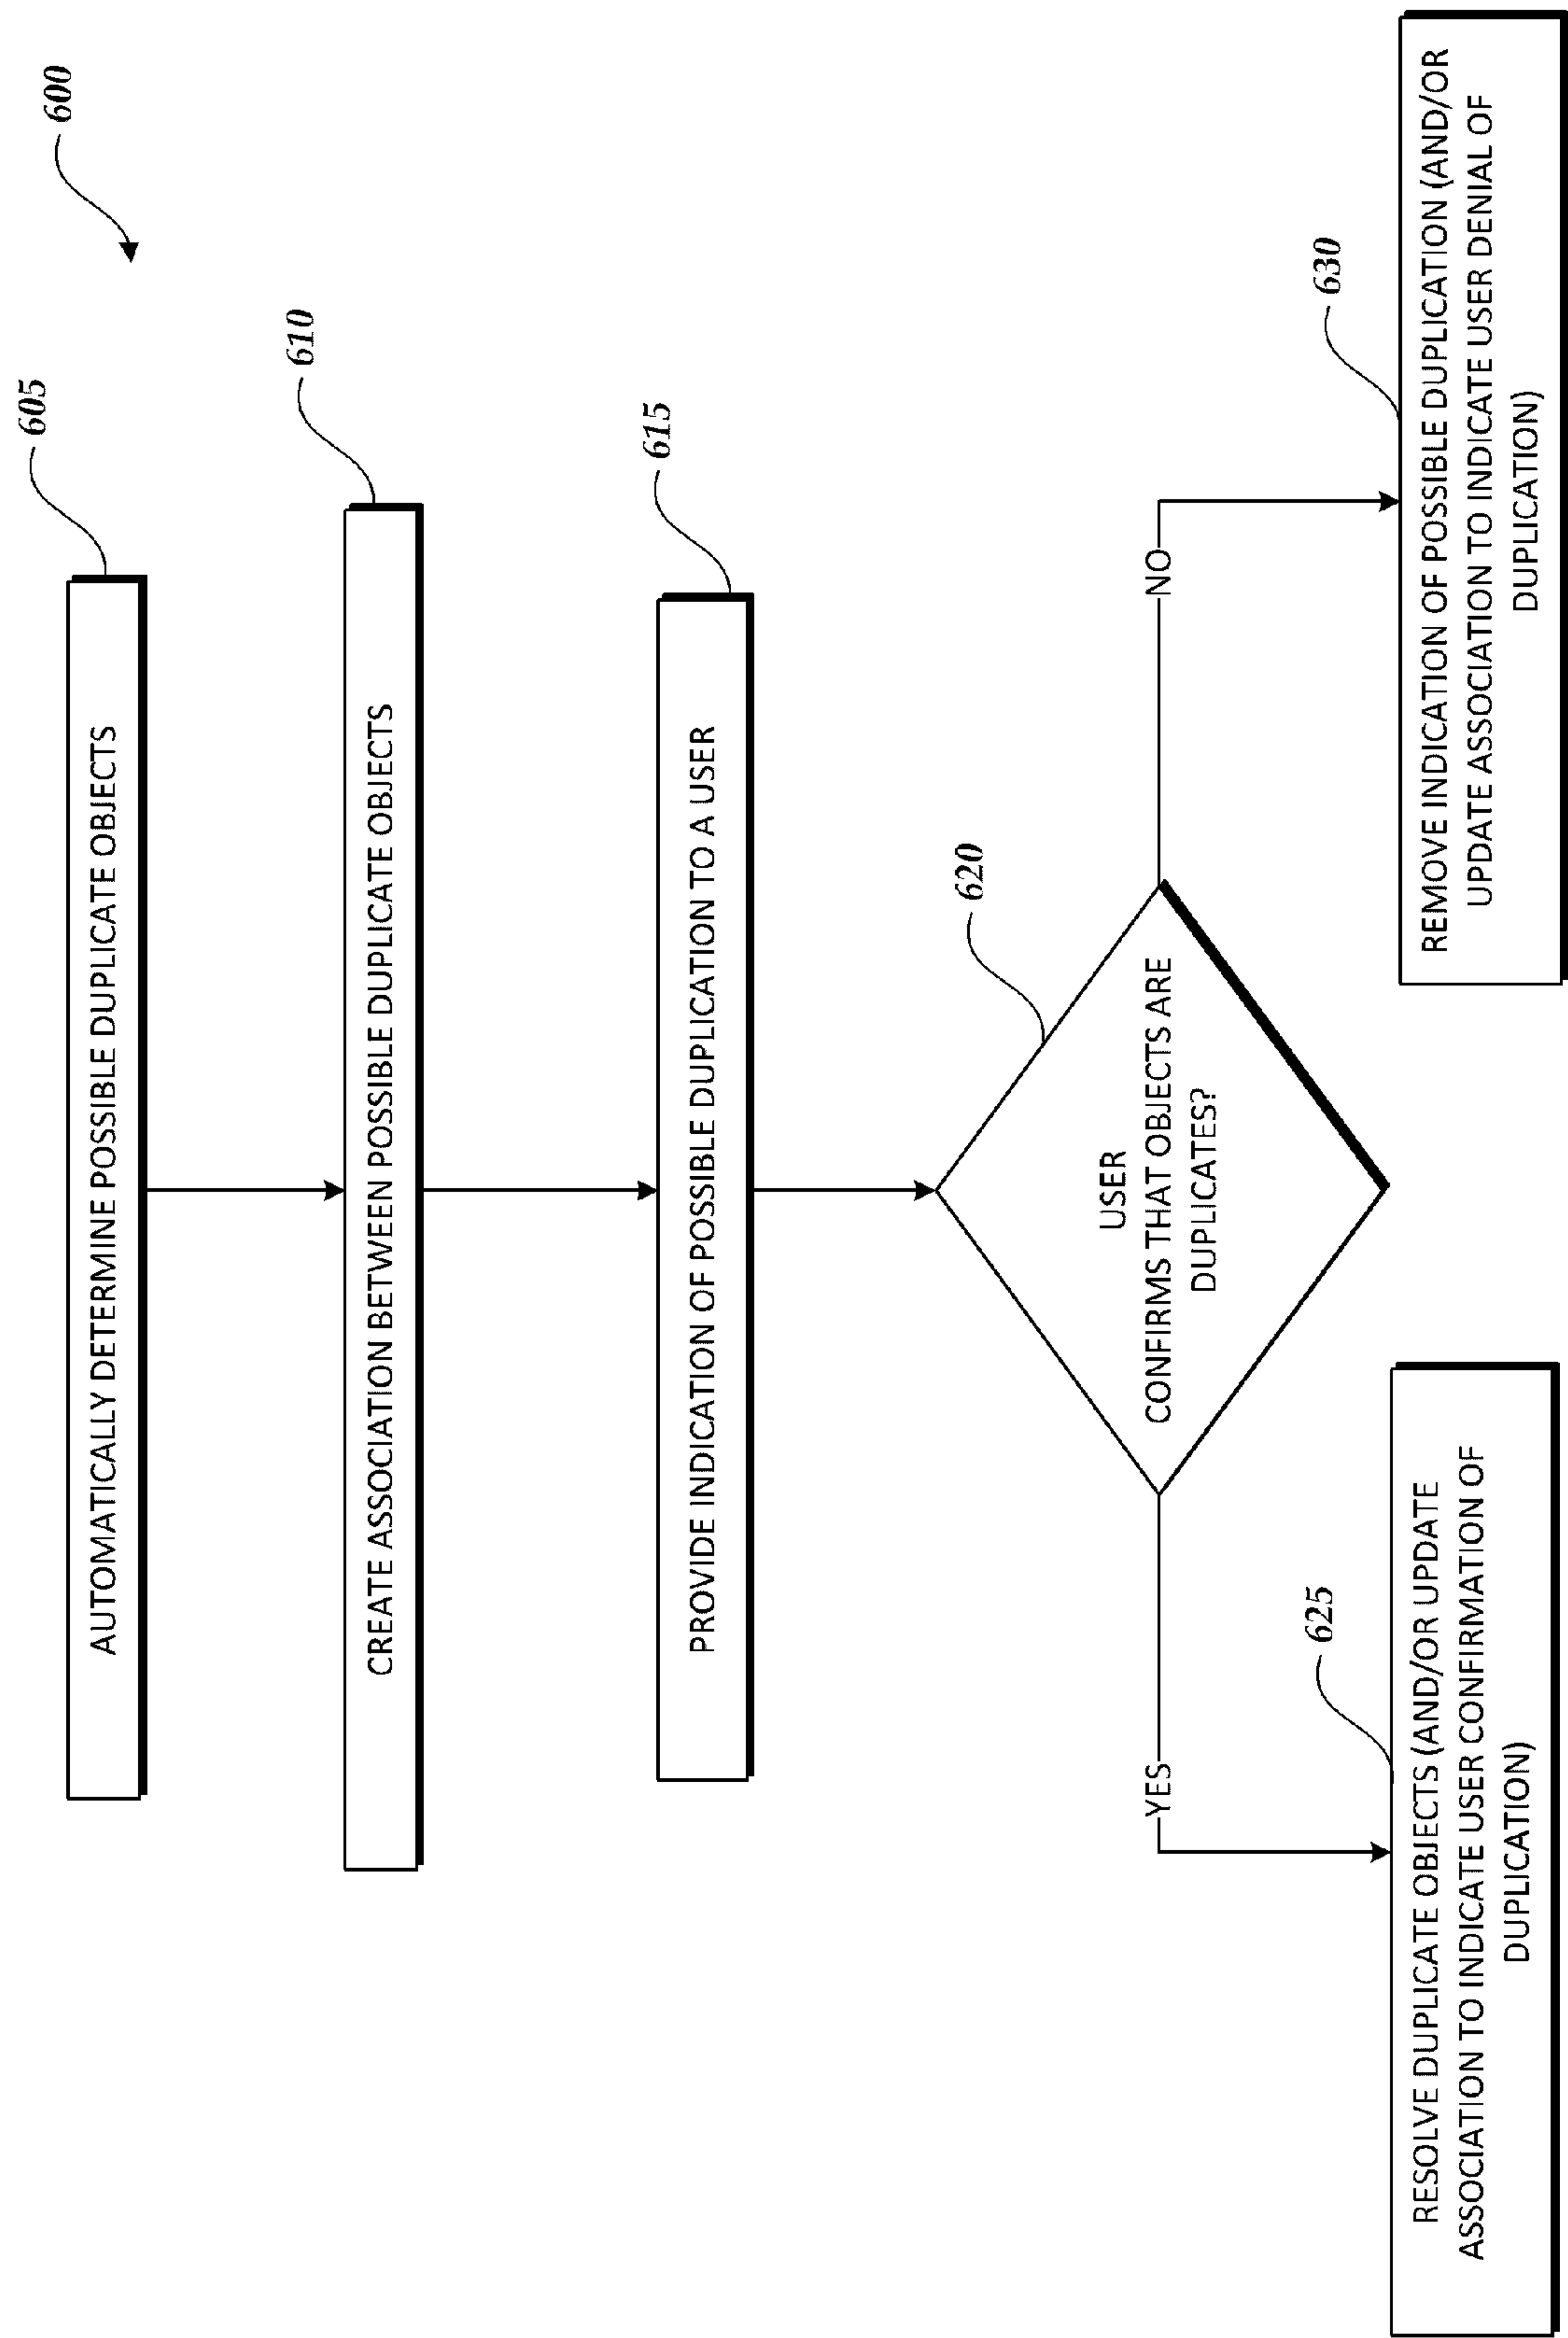 600
605
AUTOMATICALLY DETERMINE POSSIBLE DUPLICATE OBJECTS
610
CREATE ASSOCIATION BETWEEN POSSIBLE DUPLICATE OBJECTS
615
PROVIDE INDICATION OF POSSIBLE DUPLICATION TO A USER
620
USER
CONFIRMS THAT OBJECTS ARE
DUPLICATES?
YES
NO
625
RESOLVE DUPLICATE OBJECTS (AND/OR UPDATE
ASSOCIATION TO INDICATE USER CONFIRMATION OF
DUPLICATION)
630
REMOVE INDICATION OF POSSIBLE DUPLICATION (AND/OR
UPDATE ASSOCIATION TO INDICATE USER DENIAL OF
DUPLICATION)